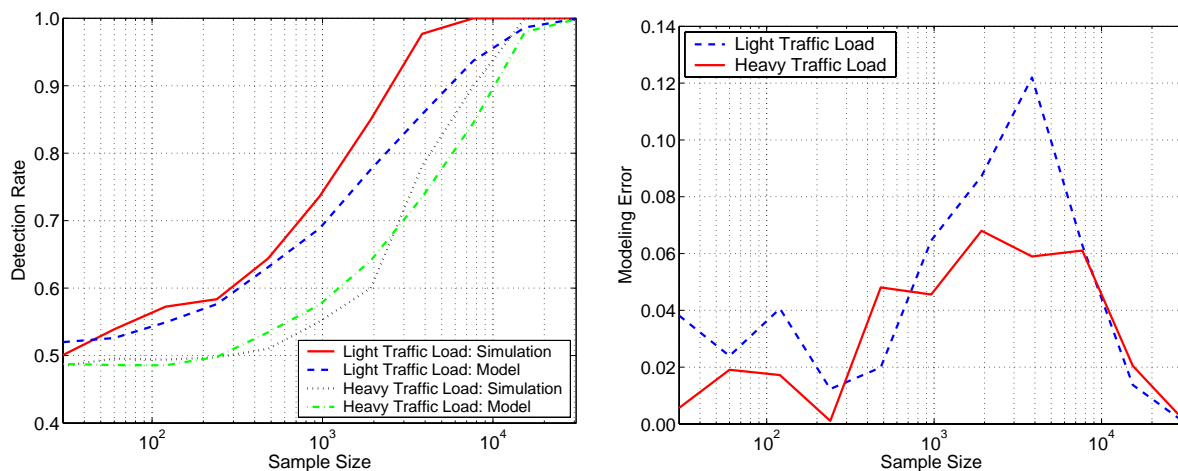 1.0
0.9
0.8
0.7
0.6
0.5
0.4
Detection Rate
10^2
10^3
10^4
Sample Size
Light Traffic Load: Simulation
Light Traffic Load: Model
Heavy Traffic Load: Simulation
Heavy Traffic Load: Model
0.14
0.12
0.10
0.08
0.06
0.04
0.02
0.00
Modeling Error
10^2
10^3
10^4
Sample Size
Light Traffic Load
Heavy Traffic Load